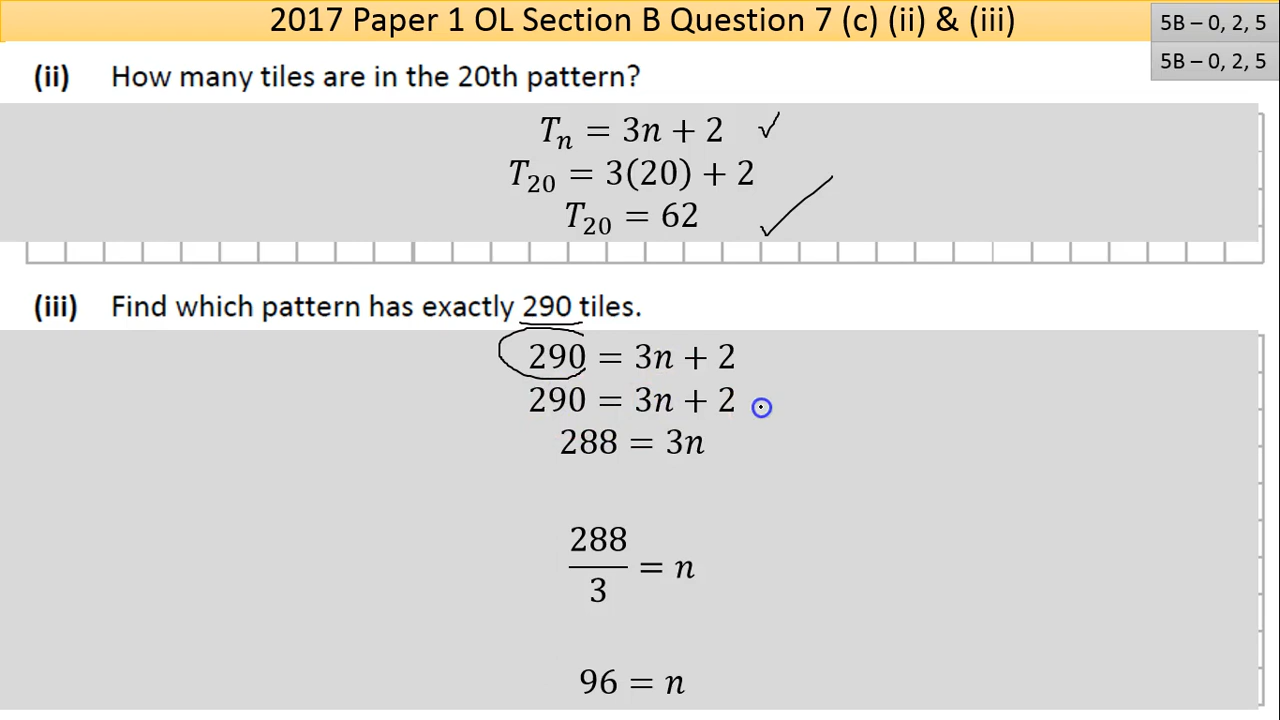 2017 Paper 1 OL Section B Question 7 (c) (ii) & (iii)
5B – 0, 2, 5
5B – 0, 2, 5
(ii) How many tiles are in the 20th pattern?
Tₙ = 3n + 2 ✓
T₂₀ = 3(20) + 2
T₂₀ = 62 ✓
(iii) Find which pattern has exactly 290 tiles.
290 = 3n + 2
290 = 3n + 2
288 = 3n
288/3 = n
96 = n